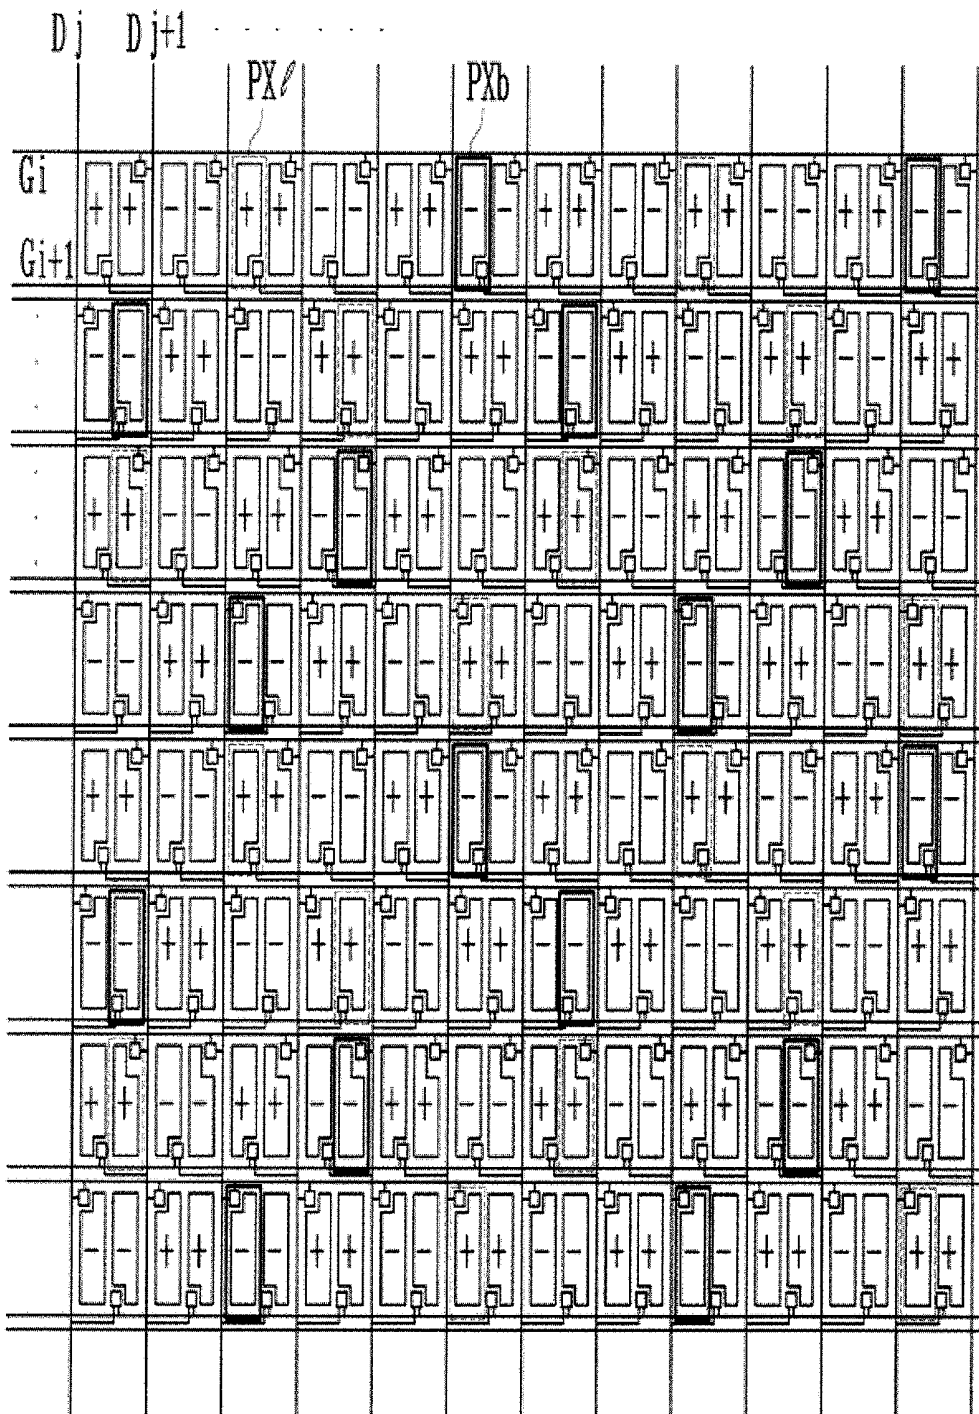 Dj Dj+1 · · · · ·
PXℓ PXb
Gi
+ + − − + + − − + + − − + + − − + + − − + + − −
Gi+1
− − + + − − + + − − + + − − + + − − + + − − + +
+ + − − + + − − + + − − + + − − + + − − + + − −
− − + + − − + + − − + + − − + + − − + + − − + +
+ + − − + + − − + + − − + + − − + + − − + + − −
− − + + − − + + − − + + − − + + − − + + − − + +
+ + − − + + − − + + − − + + − − + + − − + + − −
− − + + − − + + − − + + − − + + − − + + − − + +